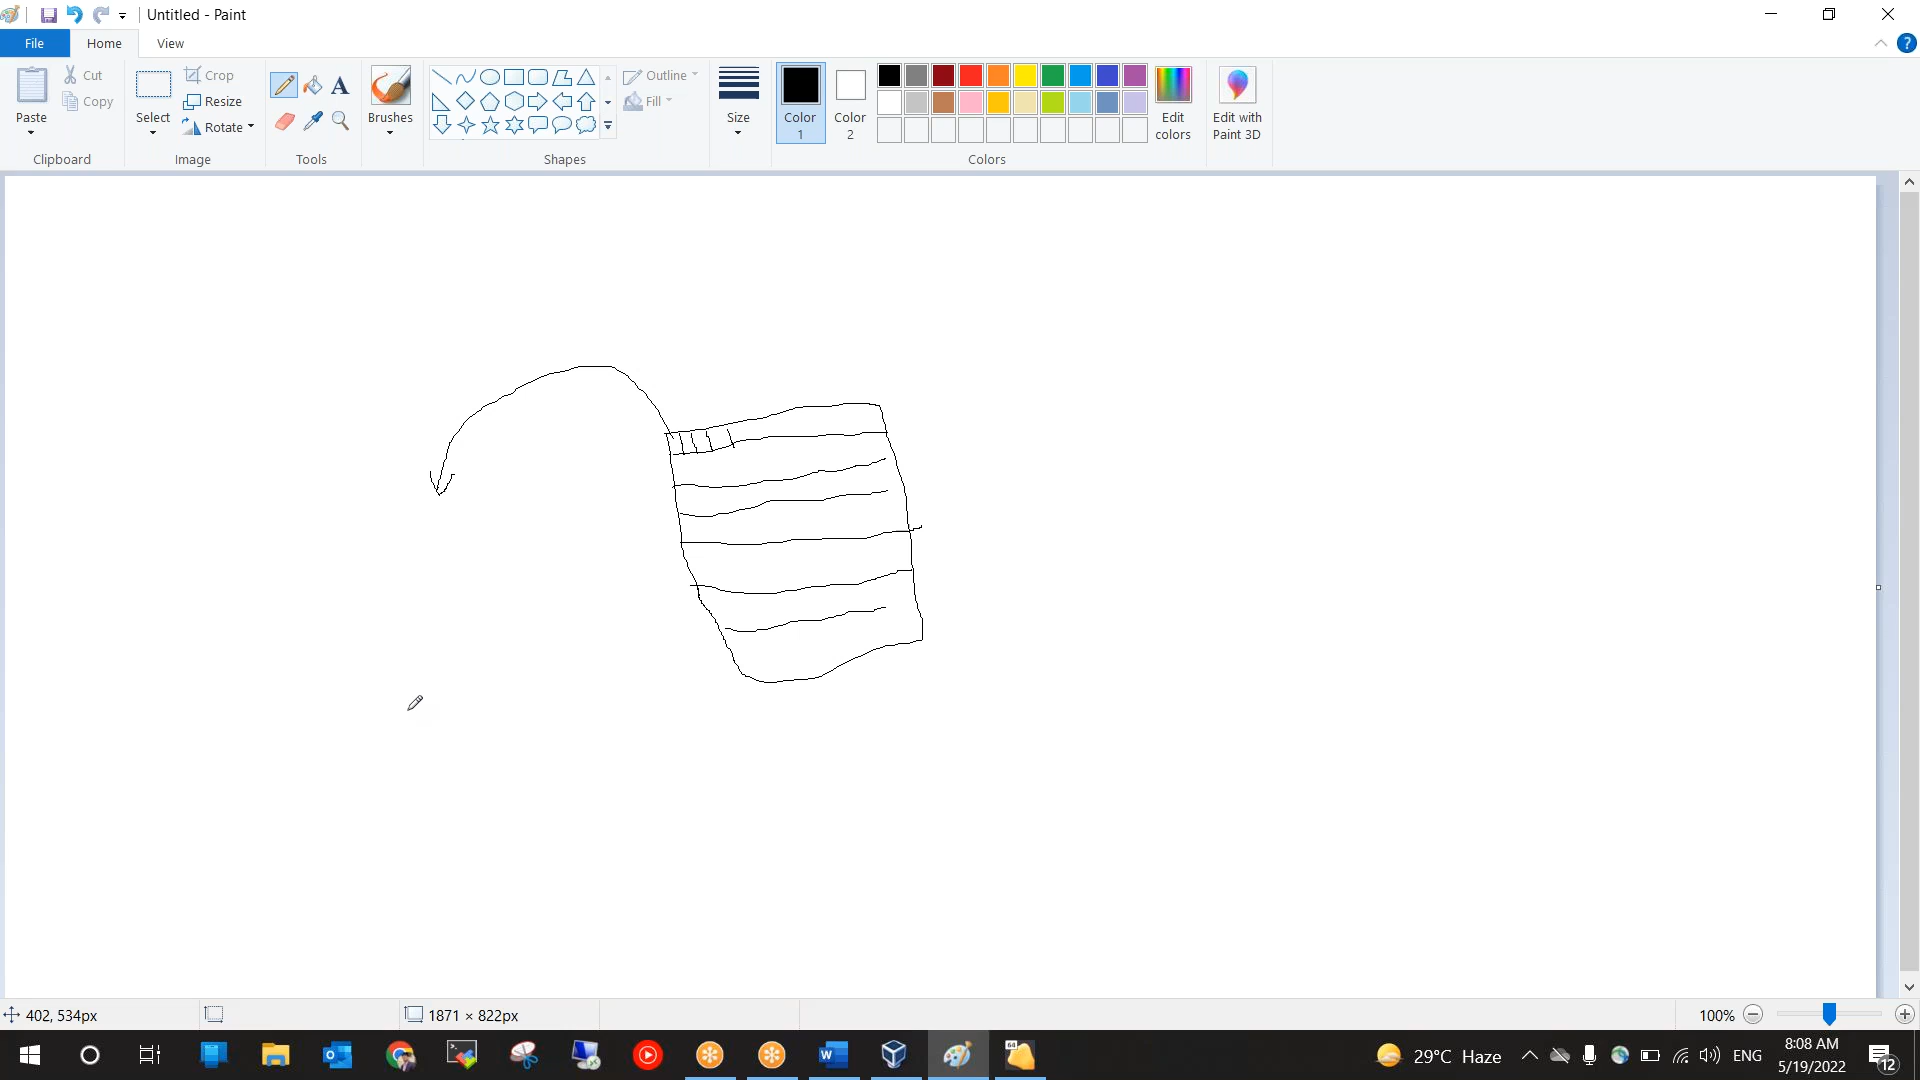 Untitled - Paint
File Home View
Paste
Cut
Copy
Clipboard
Select
Crop
Resize
Rotate
Image
A
Tools
Brushes
Shapes
Outline
Fill
Size
Color 1
Color 2
Colors
Edit colors
Edit with Paint 3D
402, 534px
1871 × 822px
100%
29°C Haze
ENG
8:08 AM
5/19/2022
12
64